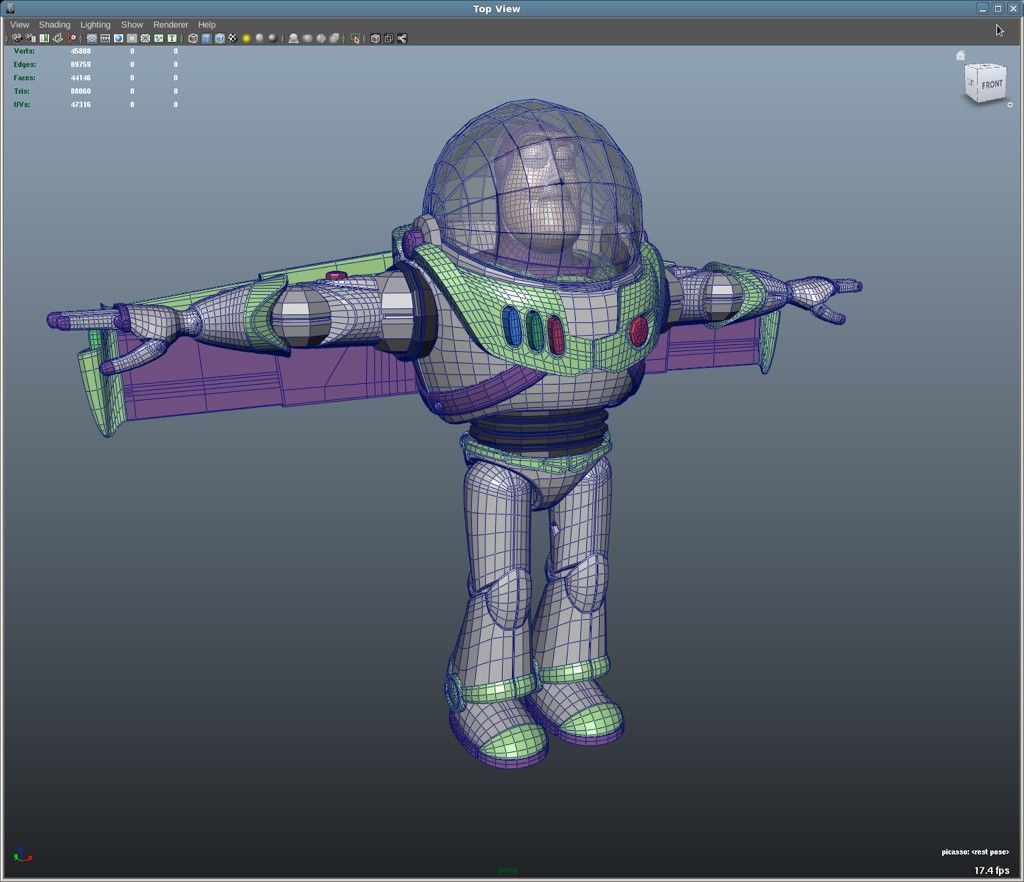 Top View
View Shading Lighting Show Renderer Help
Verts: 45808 0 0
Edges: 89759 0 0
Faces: 44146 0 0
Tris: 88060 0 0
UVs: 47316 0 0
FRONT
picasso: <rest pose>
persp
17.4 fps